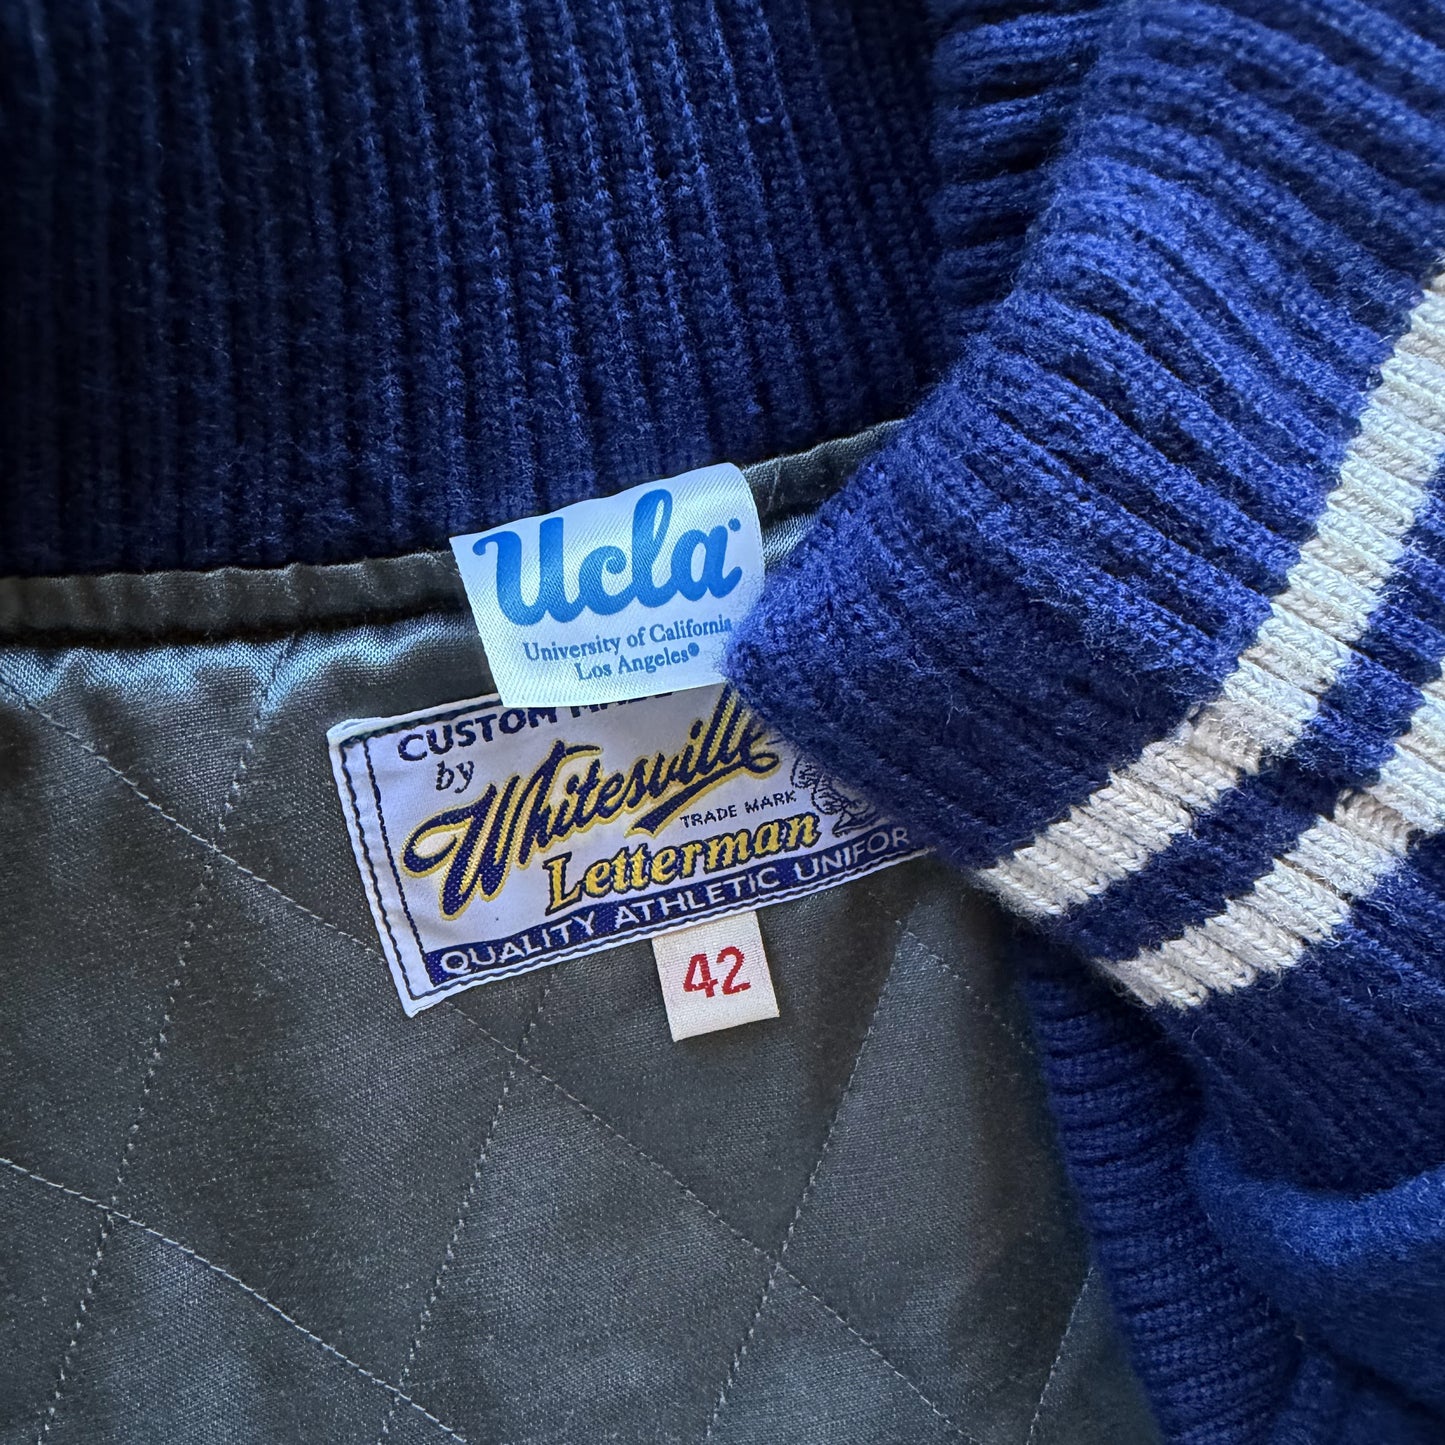 Ucla
University of California
Los Angeles®
CUSTOM
by
Whitesville
TRADE MARK
Letterman
QUALITY ATHLETIC UNIFOR
42